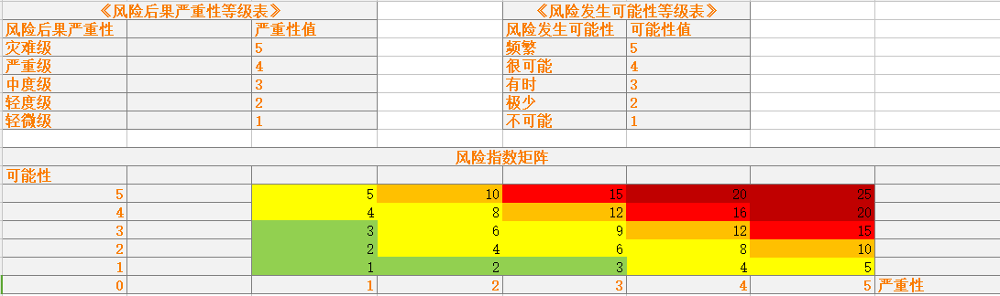 《风险后果严重性等级表》 《风险发生可能性等级表》
风险后果严重性 严重性值 风险发生可能性 可能性值
灾难级 5 频繁 5
严重级 4 很可能 4
中度级 3 有时 3
轻度级 2 极少 2
轻微级 1 不可能 1
风险指数矩阵
可能性
5 5 10 15 20 25
4 4 8 12 16 20
3 3 6 9 12 15
2 2 4 6 8 10
1 1 2 3 4 5
0 1 2 3 4 5 严重性